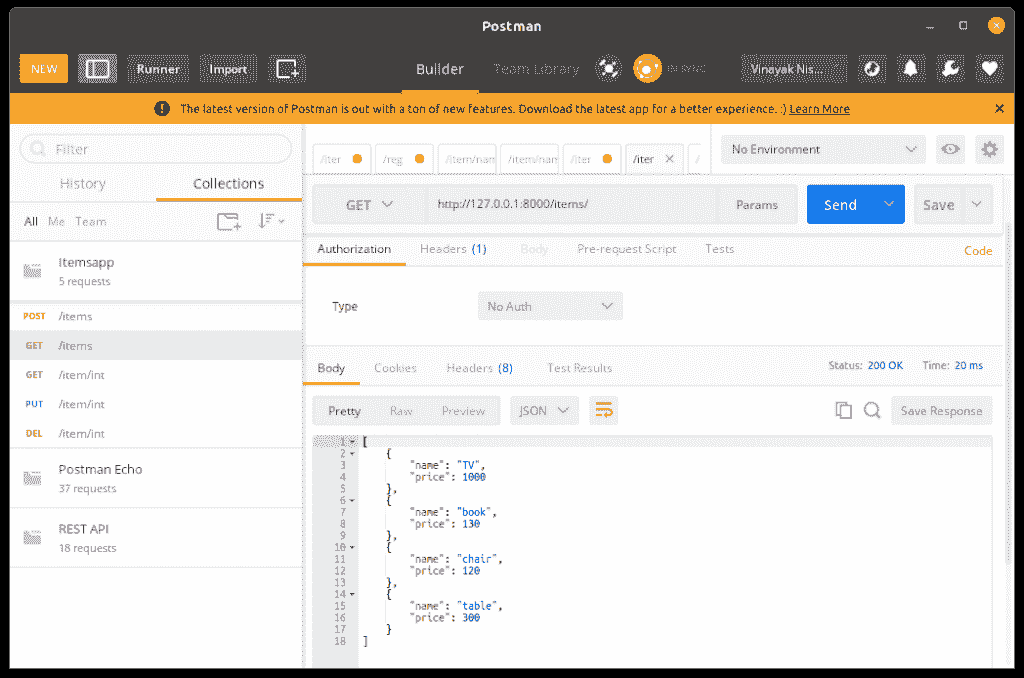 Postman
NEW Runner Import Builder Team Library IN SYNC Vinayak Nis...
The latest version of Postman is out with a ton of new features. Download the latest app for a better experience. :) Learn More
Filter
History Collections
All Me Team
Itemsapp
5 requests
POST /items
GET /items
GET /item/int
PUT /item/int
DEL /item/int
Postman Echo
37 requests
REST API
18 requests
/iter /reg /item/nam /item/nam /iter /iter /
No Environment
GET http://127.0.0.1:8000/items/ Params Send Save
Authorization Headers (1) Body Pre-request Script Tests Code
Type No Auth
Body Cookies Headers (8) Test Results Status: 200 OK Time: 20 ms
Pretty Raw Preview JSON Save Response
1 [
2 {
3 "name": "TV",
4 "price": 1000
5 },
6 {
7 "name": "book",
8 "price": 130
9 },
10 {
11 "name": "chair",
12 "price": 120
13 },
14 {
15 "name": "table",
16 "price": 300
17 }
18 ]